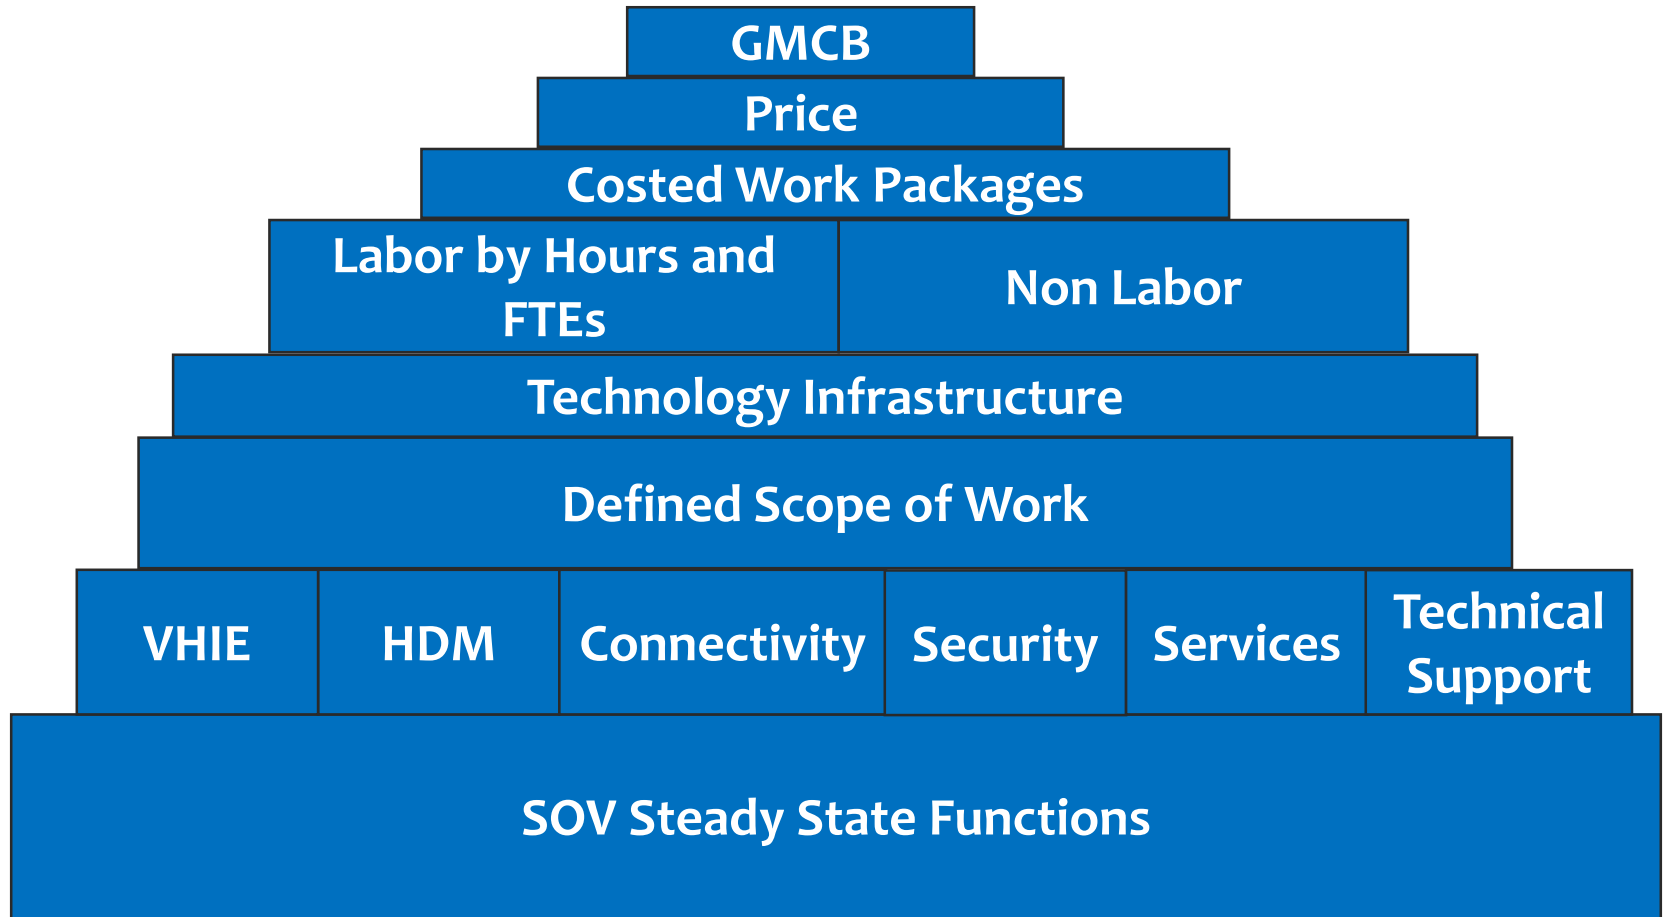 GMCB
Price
Costed Work Packages
Labor by Hours and
FTEs
Non Labor
Technology Infrastructure
Defined Scope of Work
VHIE
HDM
Connectivity
Security
Services
Technical
Support
SOV Steady State Functions